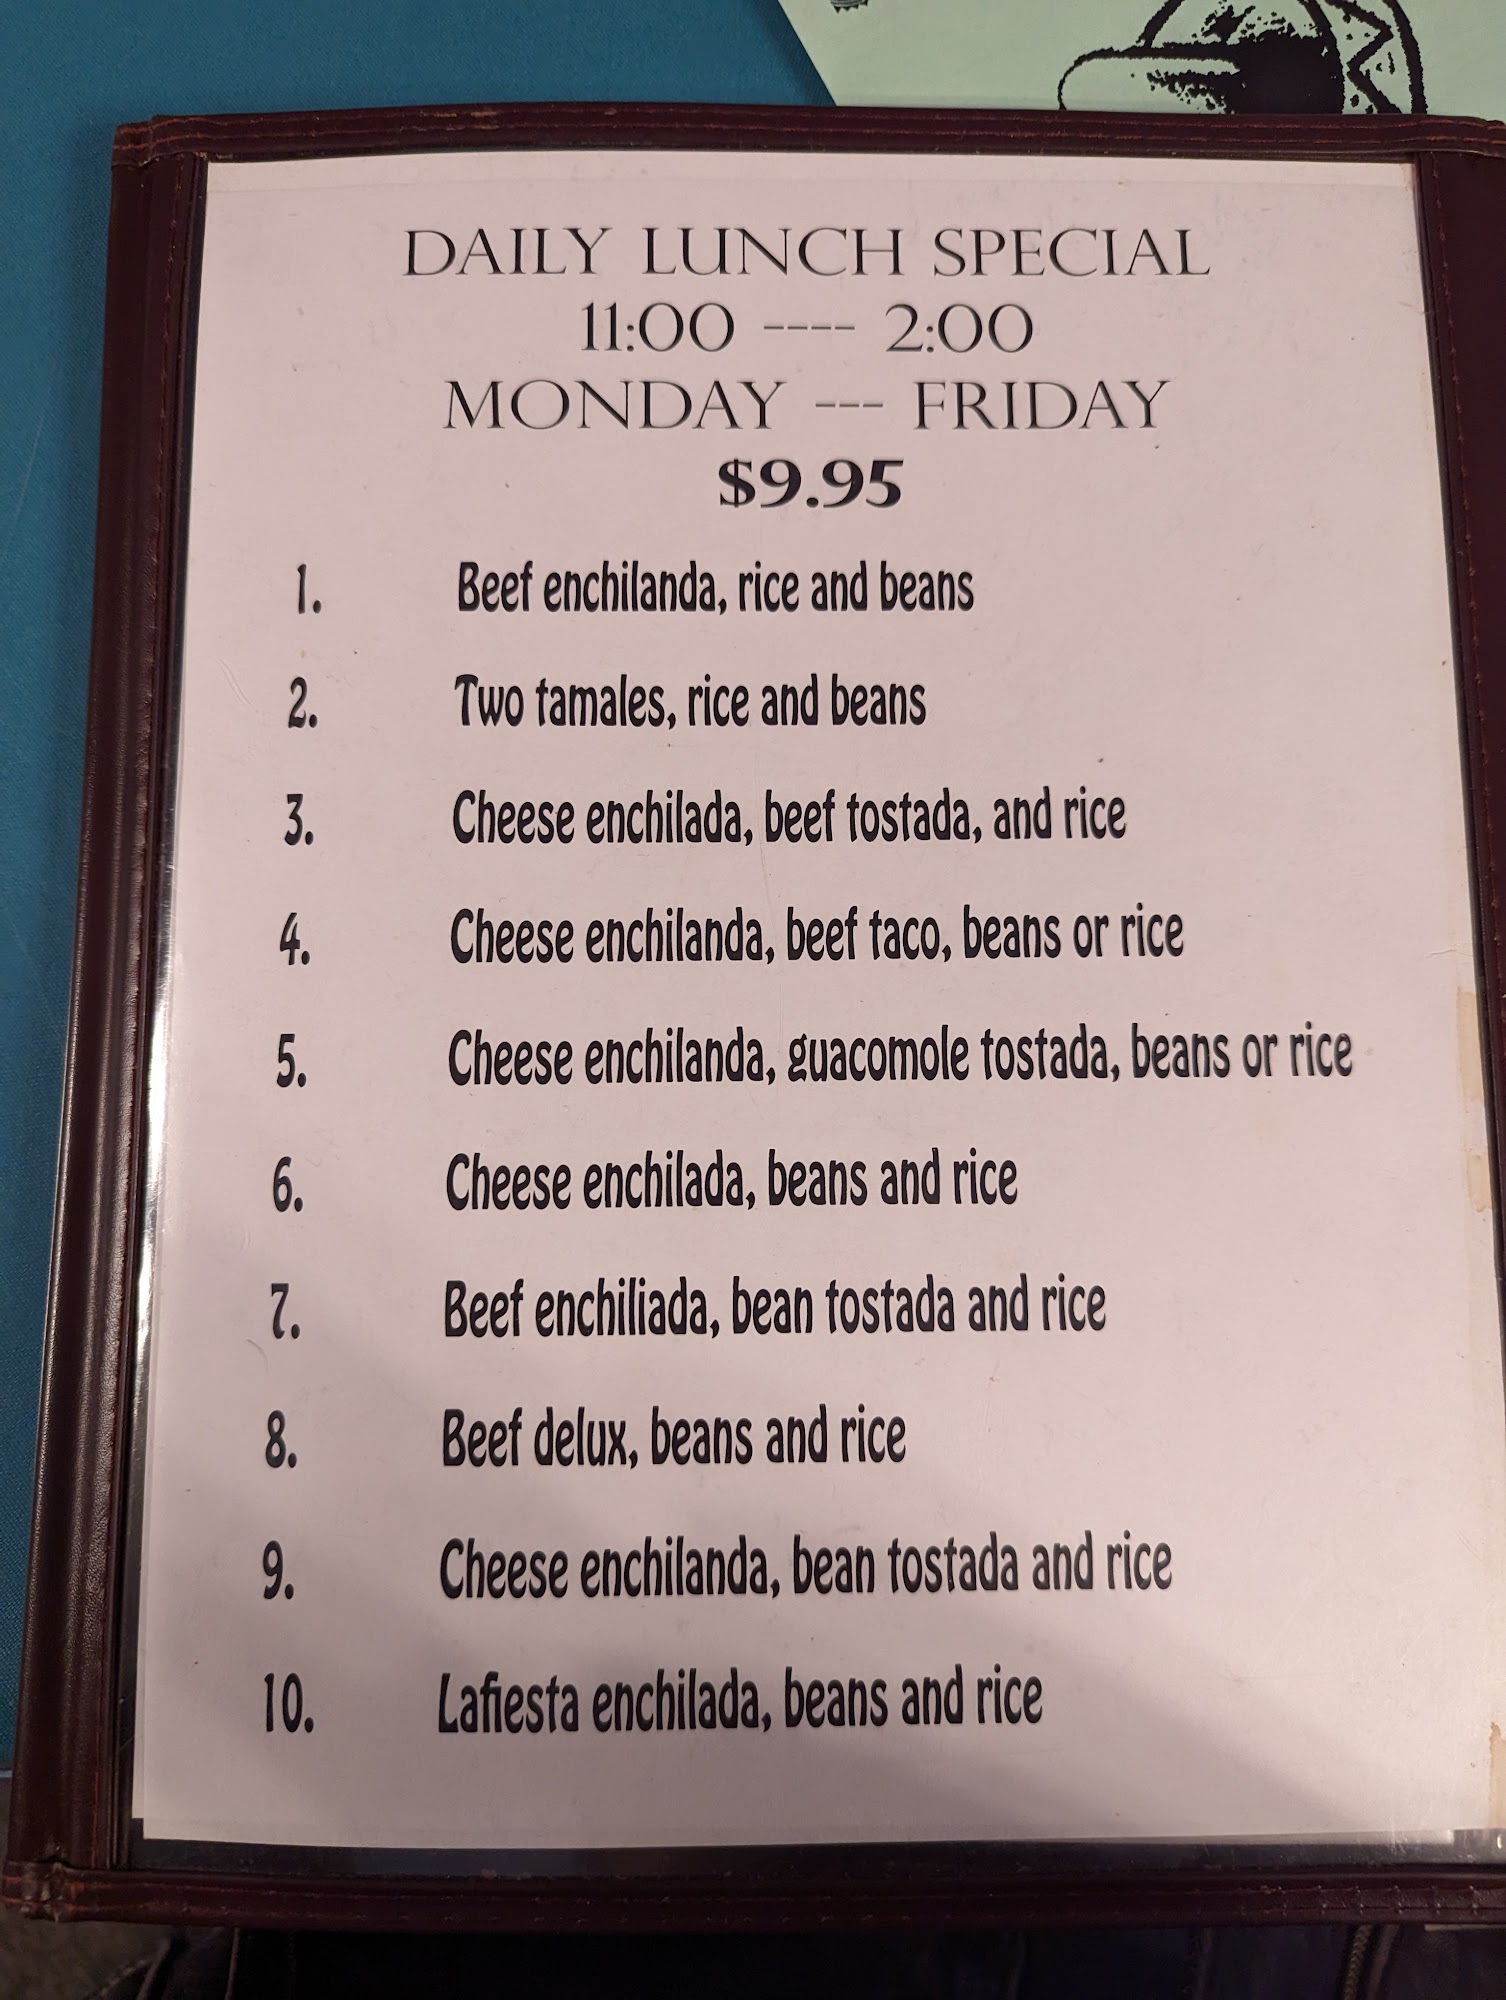 DAILY LUNCH SPECIAL
11:00 ---- 2:00
MONDAY --- FRIDAY
$9.95
1. Beef enchilanda, rice and beans
2. Two tamales, rice and beans
3. Cheese enchilada, beef tostada, and rice
4. Cheese enchilanda, beef taco, beans or rice
5. Cheese enchilanda, guacomole tostada, beans or rice
6. Cheese enchilada, beans and rice
7. Beef enchiliada, bean tostada and rice
8. Beef delux, beans and rice
9. Cheese enchilanda, bean tostada and rice
10. Lafiesta enchilada, beans and rice